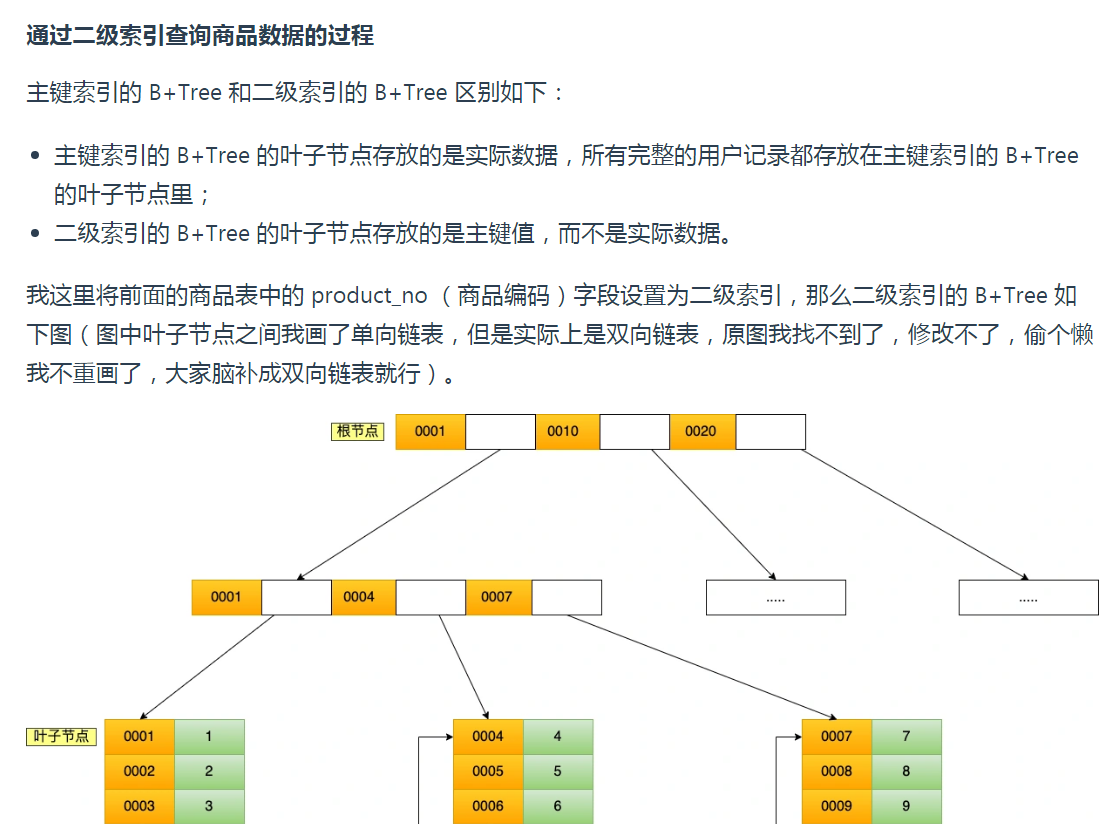 通过二级索引查询商品数据的过程
主键索引的 B+Tree 和二级索引的 B+Tree 区别如下：
• 主键索引的 B+Tree 的叶子节点存放的是实际数据，所有完整的用户记录都存放在主键索引的 B+Tree
的叶子节点里；
• 二级索引的 B+Tree 的叶子节点存放的是主键值，而不是实际数据。
我这里将前面的商品表中的 product_no （ 商品编码 ）字段设置为二级索引，那么二级索引的 B+Tree 如
下图（ 图中叶子节点之间我画了单向链表，但是实际上是双向链表，原图我找不到了，修改不了，偷个懒
我不重画了，大家脑补成双向链表就行 ）。
根节点 0001 0010 0020
0001 0004 0007 ..... .....
叶子节点 0001 1 0004 4 0007 7
0002 2 0005 5 0008 8
0003 3 0006 6 0009 9